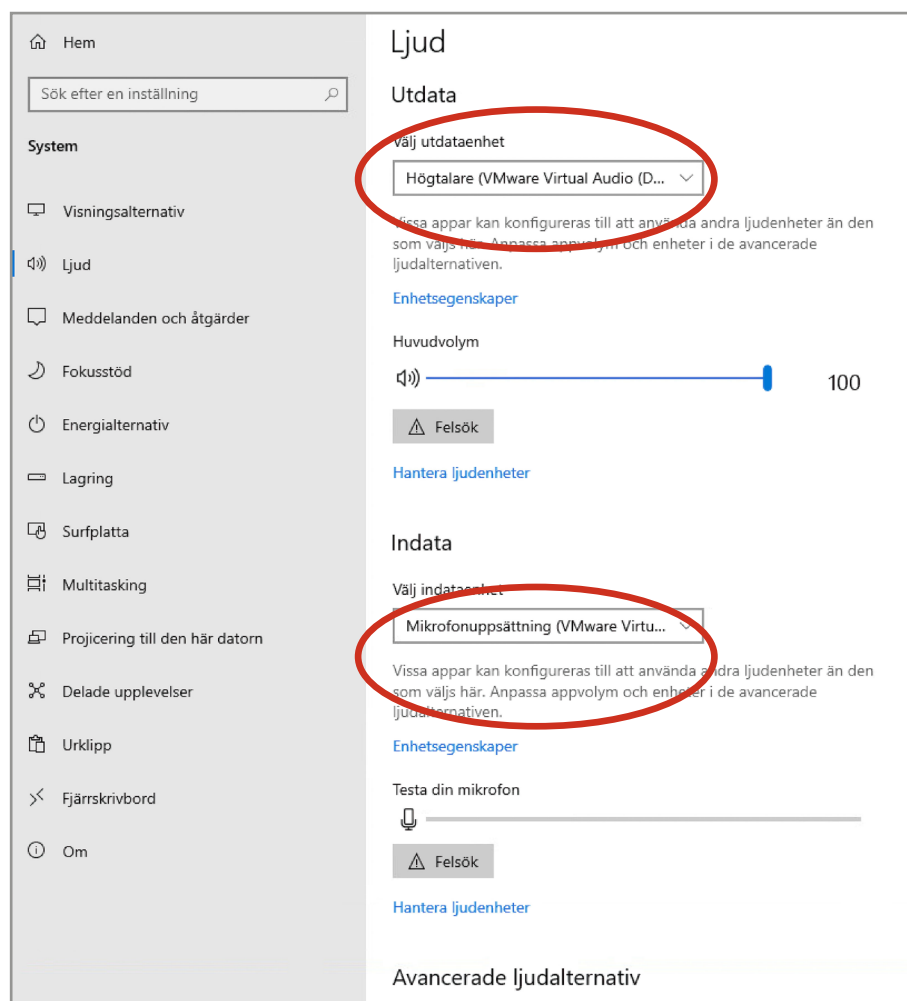 Hem
Sök efter en inställning
System
Visningsalternativ
Ljud
Meddelanden och åtgärder
Fokusstöd
Energialternativ
Lagring
Surfplatta
Multitasking
Projicering till den här datorn
Delade upplevelser
Urklipp
Fjärrskrivbord
Om
Ljud
Utdata
Välj utdataenhet
Högtalare (VMware Virtual Audio (D...
Vissa appar kan konfigureras till att använda andra ljudenheter än den
som väljs här. Anpassa appvolym och enheter i de avancerade
ljudalternativen.
Enhetsegenskaper
Huvudvolym
100
Felsök
Hantera ljudenheter
Indata
Välj indataenhet
Mikrofonuppsättning (VMware Virtu...
Vissa appar kan konfigureras till att använda andra ljudenheter än den
som väljs här. Anpassa appvolym och enheter i de avancerade
ljudalternativen.
Enhetsegenskaper
Testa din mikrofon
Felsök
Hantera ljudenheter
Avancerade ljudalternativ